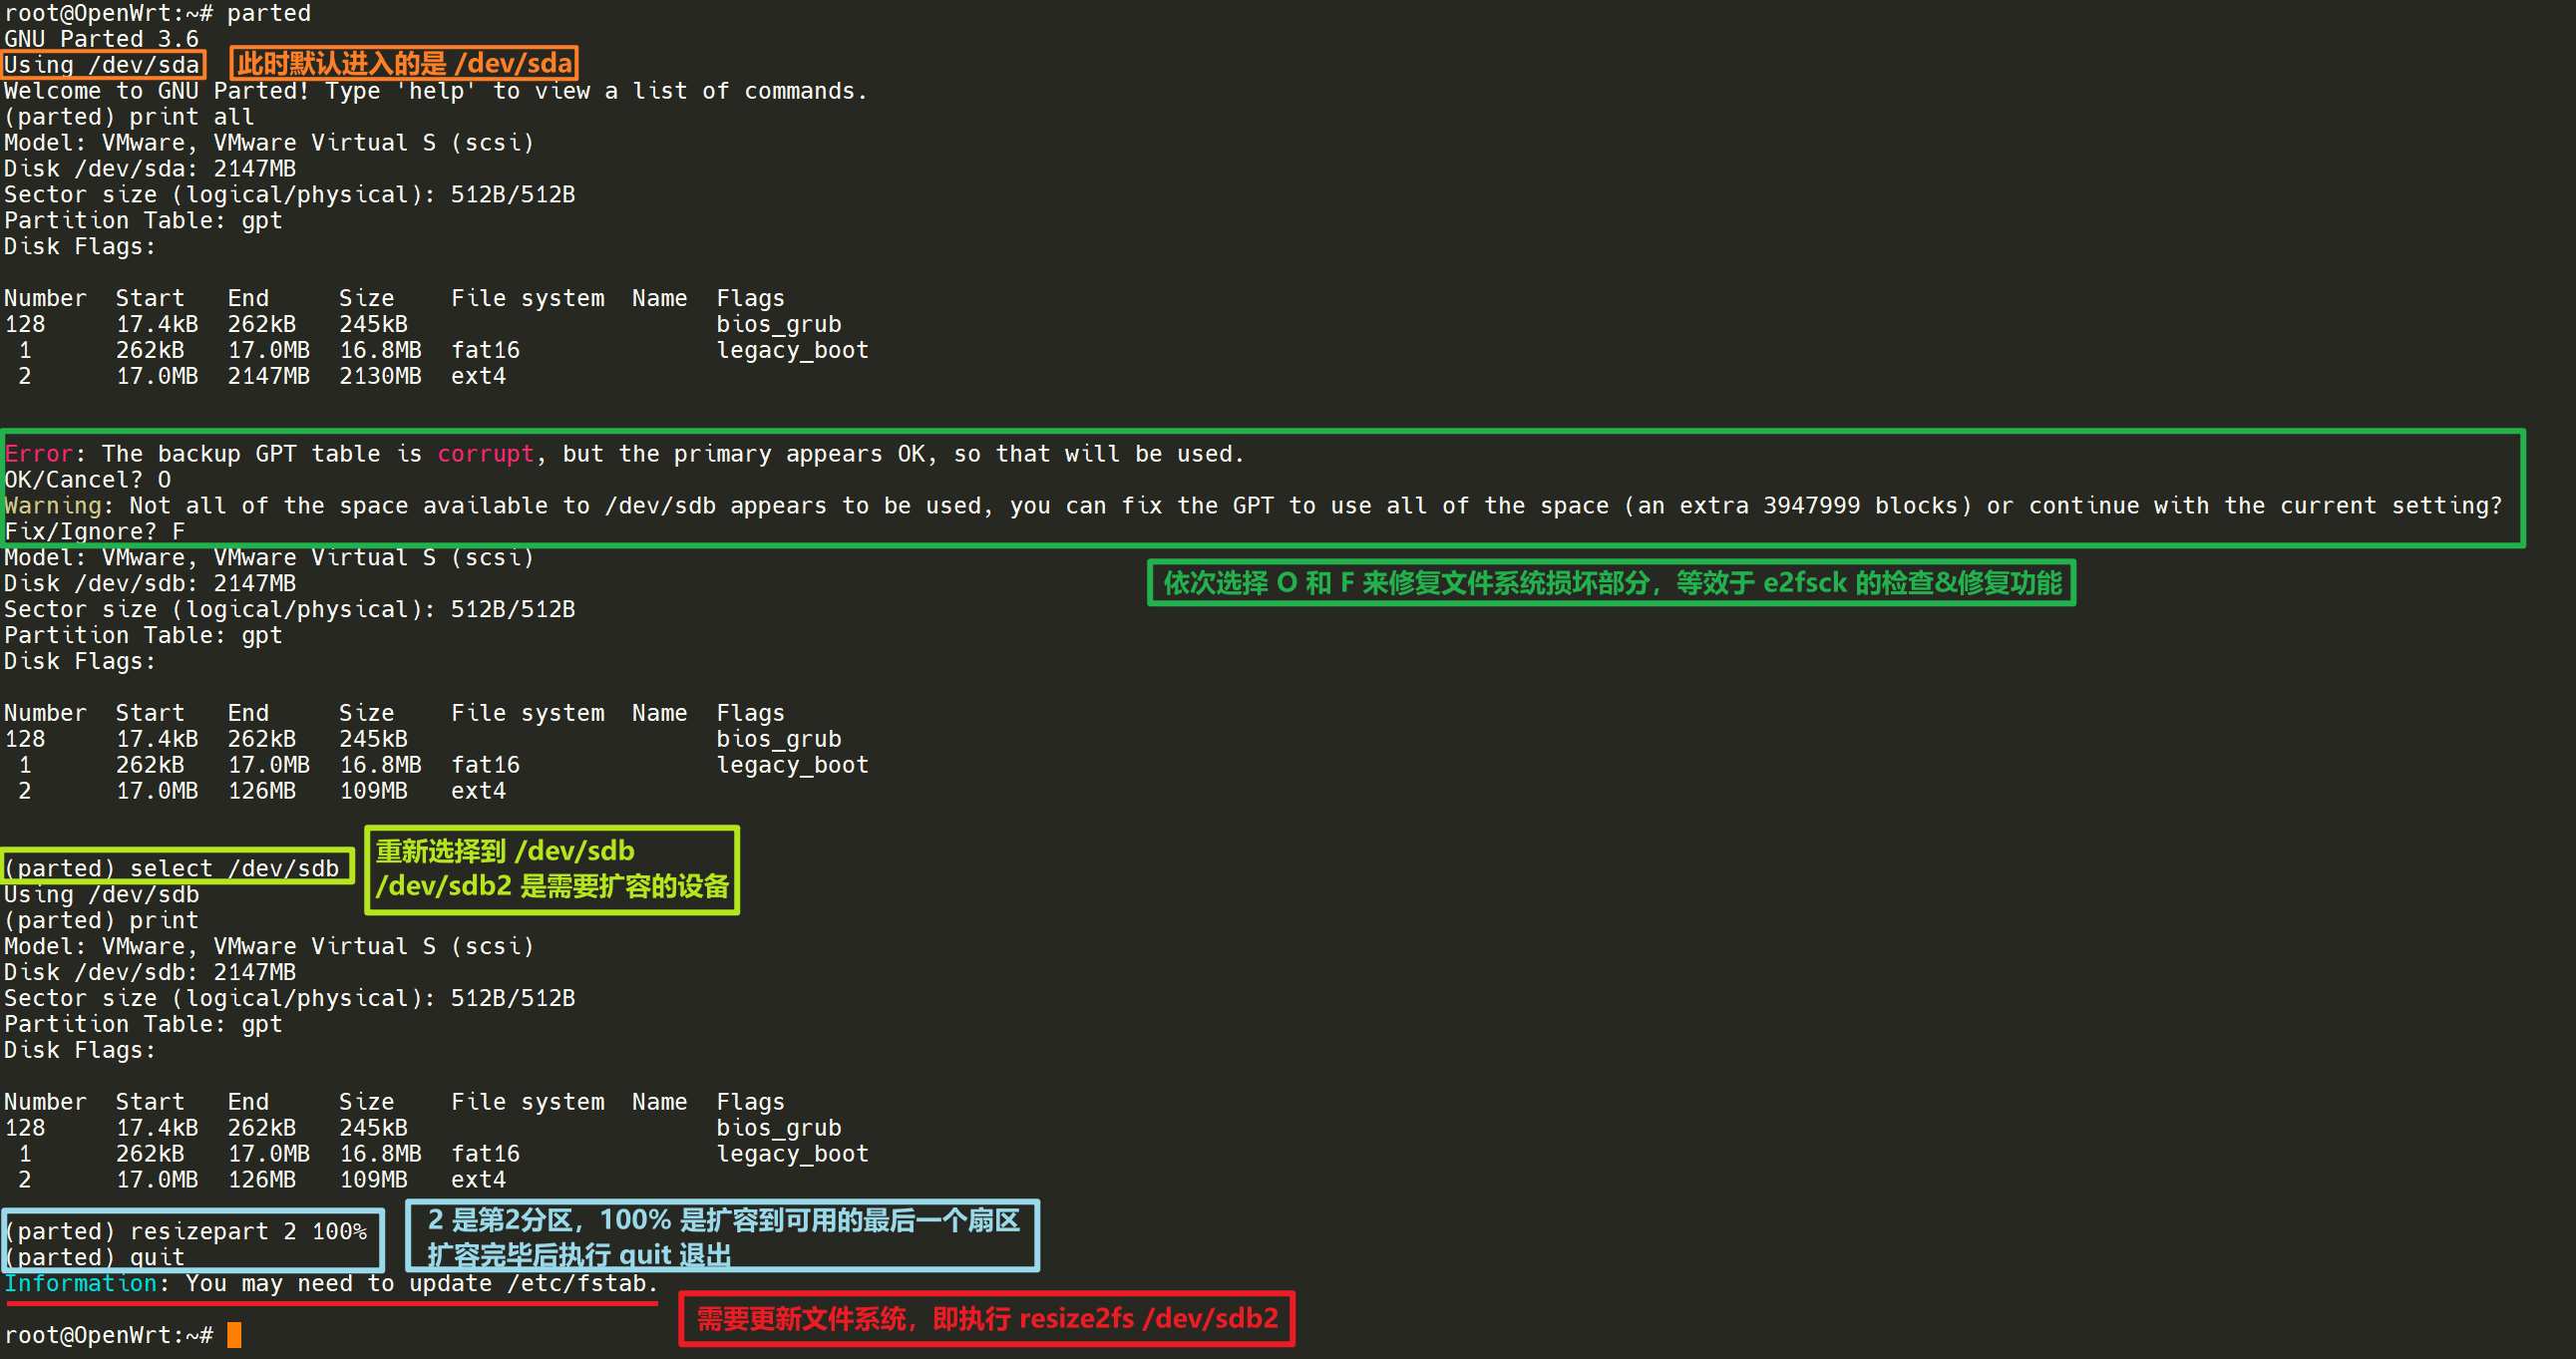 root@OpenWrt:~# parted
GNU Parted 3.6
Using /dev/sda 此时默认进入的是 /dev/sda
Welcome to GNU Parted! Type 'help' to view a list of commands.
(parted) print all
Model: VMware, VMware Virtual S (scsi)
Disk /dev/sda: 2147MB
Sector size (logical/physical): 512B/512B
Partition Table: gpt
Disk Flags:
Number Start End Size File system Name Flags
128 17.4kB 262kB 245kB bios_grub
1 262kB 17.0MB 16.8MB fat16 legacy_boot
2 17.0MB 2147MB 2130MB ext4
Error: The backup GPT table is corrupt, but the primary appears OK, so that will be used.
OK/Cancel? O
Warning: Not all of the space available to /dev/sdb appears to be used, you can fix the GPT to use all of the space (an extra 3947999 blocks) or continue with the current setting?
Fix/Ignore? F
Model: VMware, VMware Virtual S (scsi)
依次选择 O 和 F 来修复文件系统损坏部分，等效于 e2fsck 的检查&修复功能
Disk /dev/sdb: 2147MB
Sector size (logical/physical): 512B/512B
Partition Table: gpt
Disk Flags:
Number Start End Size File system Name Flags
128 17.4kB 262kB 245kB bios_grub
1 262kB 17.0MB 16.8MB fat16 legacy_boot
2 17.0MB 126MB 109MB ext4
(parted) select /dev/sdb
重新选择到 /dev/sdb
/dev/sdb2 是需要扩容的设备
Using /dev/sdb
(parted) print
Model: VMware, VMware Virtual S (scsi)
Disk /dev/sdb: 2147MB
Sector size (logical/physical): 512B/512B
Partition Table: gpt
Disk Flags:
Number Start End Size File system Name Flags
128 17.4kB 262kB 245kB bios_grub
1 262kB 17.0MB 16.8MB fat16 legacy_boot
2 17.0MB 126MB 109MB ext4
(parted) resizepart 2 100%
(parted) quit
2 是第2分区，100% 是扩容到可用的最后一个扇区
扩容完毕后执行 quit 退出
Information: You may need to update /etc/fstab.
需要更新文件系统，即执行 resize2fs /dev/sdb2
root@OpenWrt:~#